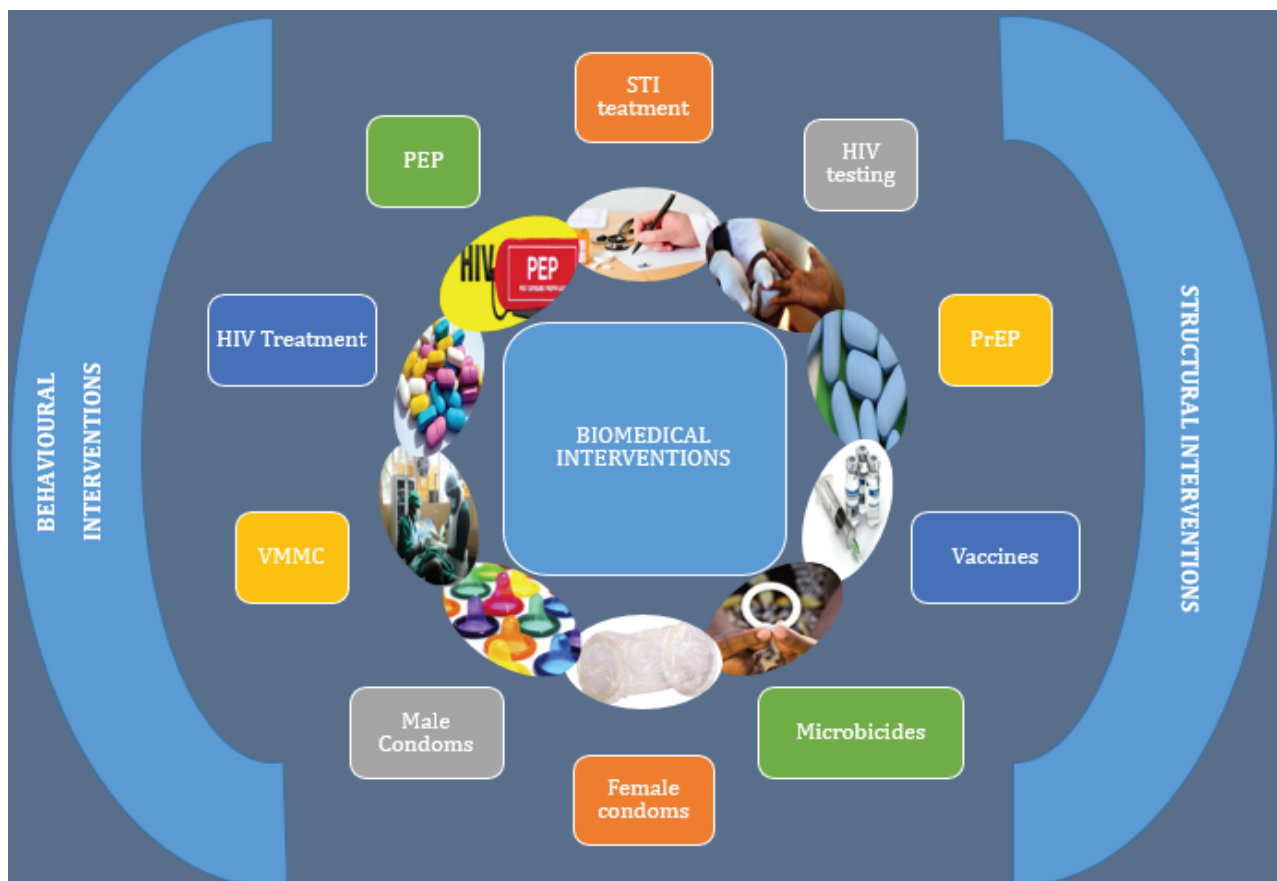 STI
teatment
HIV
testing
PEP
HIV
PEP
PrEP
HIV Treatment
BIOMEDICAL
INTERVENTIONS
BEHAVIOURAL
INTERVENTIONS
STRUCTURAL INTERVENTIONS
VMMC
Vaccines
Male
Condoms
Microbicides
Female
condoms